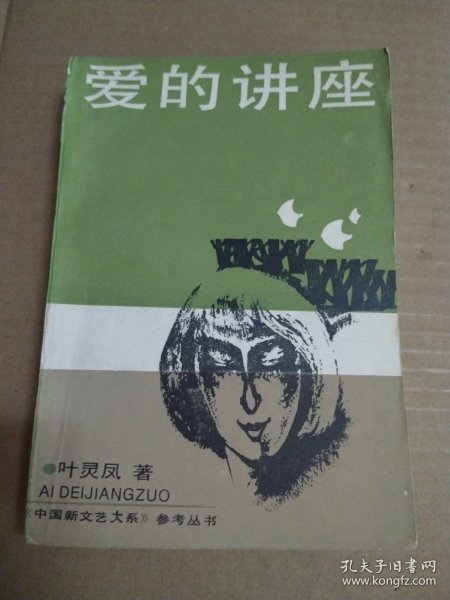 爱的讲座
叶灵凤 著
AI DEIJIANGZUO
《中国新文艺大系》参考丛书
孔夫子旧书网
www.kongfz.com